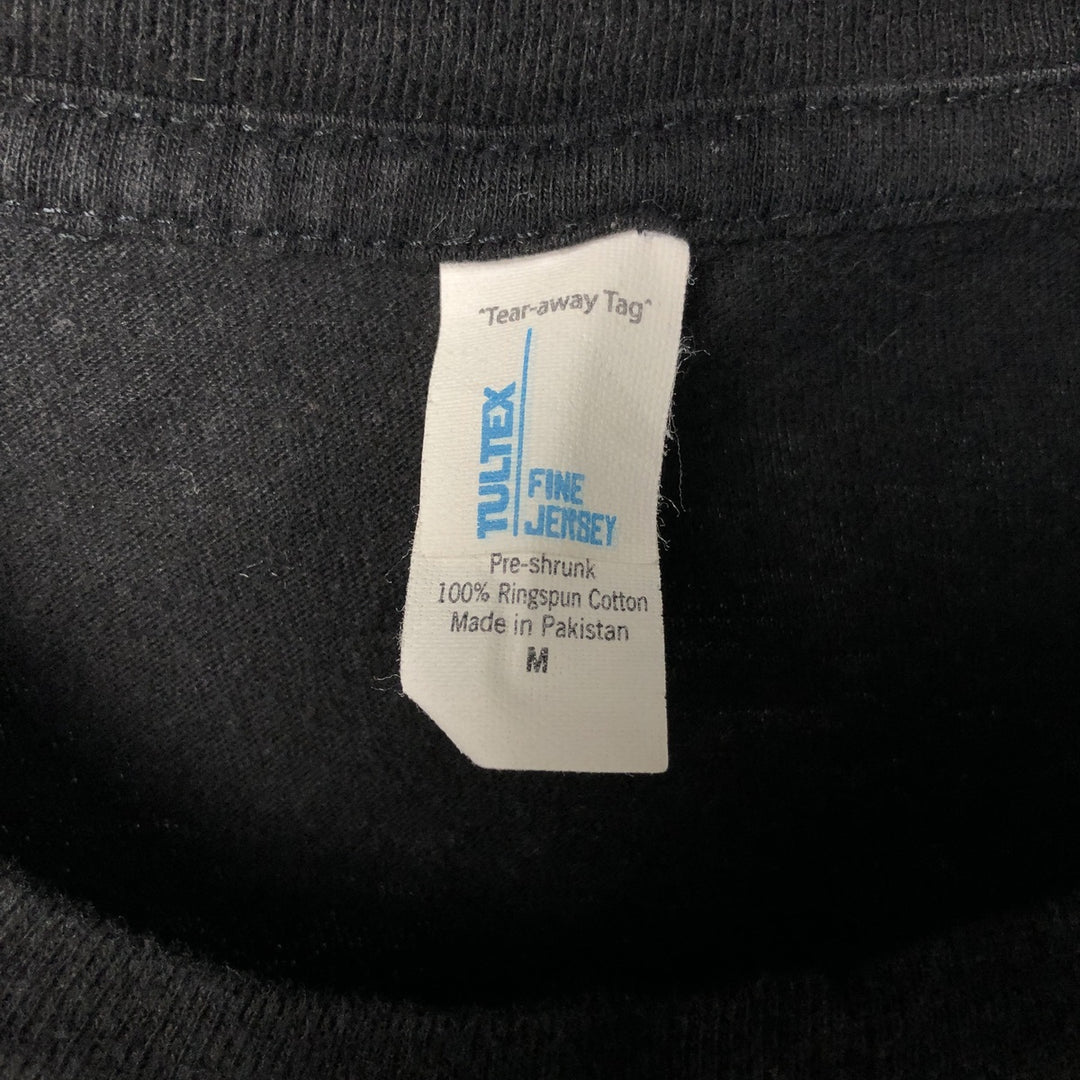 "Tear-away Tag"
TULTEX
FINE
JERSEY
Pre-shrunk
100% Ringspun Cotton
Made in Pakistan
M